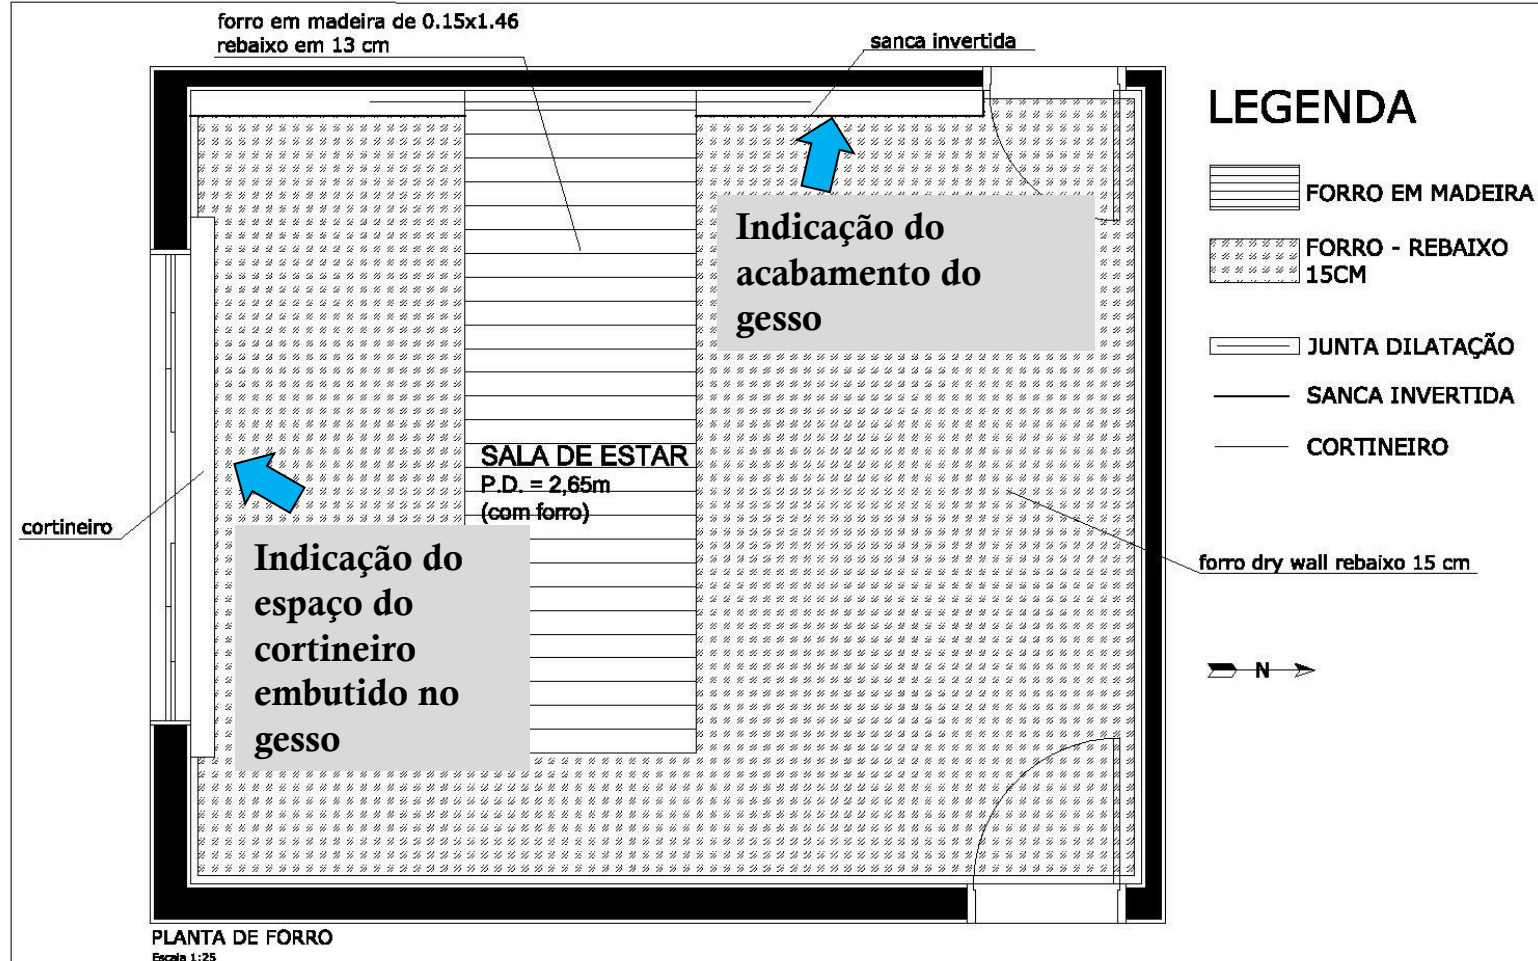 forro em madeira de 0.15x1.46
rebaixo em 13 cm
sanca invertida
LEGENDA
FORRO EM MADEIRA
FORRO - REBAIXO
15CM
JUNTA DILATAÇÃO
SANCA INVERTIDA
CORTINEIRO
Indicação do
acabamento do
gesso
SALA DE ESTAR
P.D. = 2,65m
(com forro)
cortineiro
Indicação do
espaço do
cortineiro
embutido no
gesso
forro dry wall rebaixo 15 cm
N
PLANTA DE FORRO
Escala 1:25